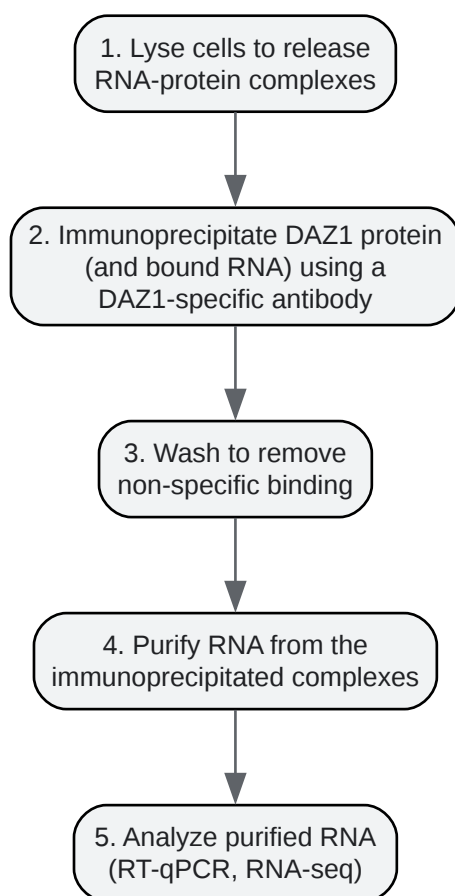 1. Lyse cells to release
RNA-protein complexes
2. Immunoprecipitate DAZ1 protein
(and bound RNA) using a
DAZ1-specific antibody
3. Wash to remove
non-specific binding
4. Purify RNA from the
immunoprecipitated complexes
5. Analyze purified RNA
(RT-qPCR, RNA-seq)